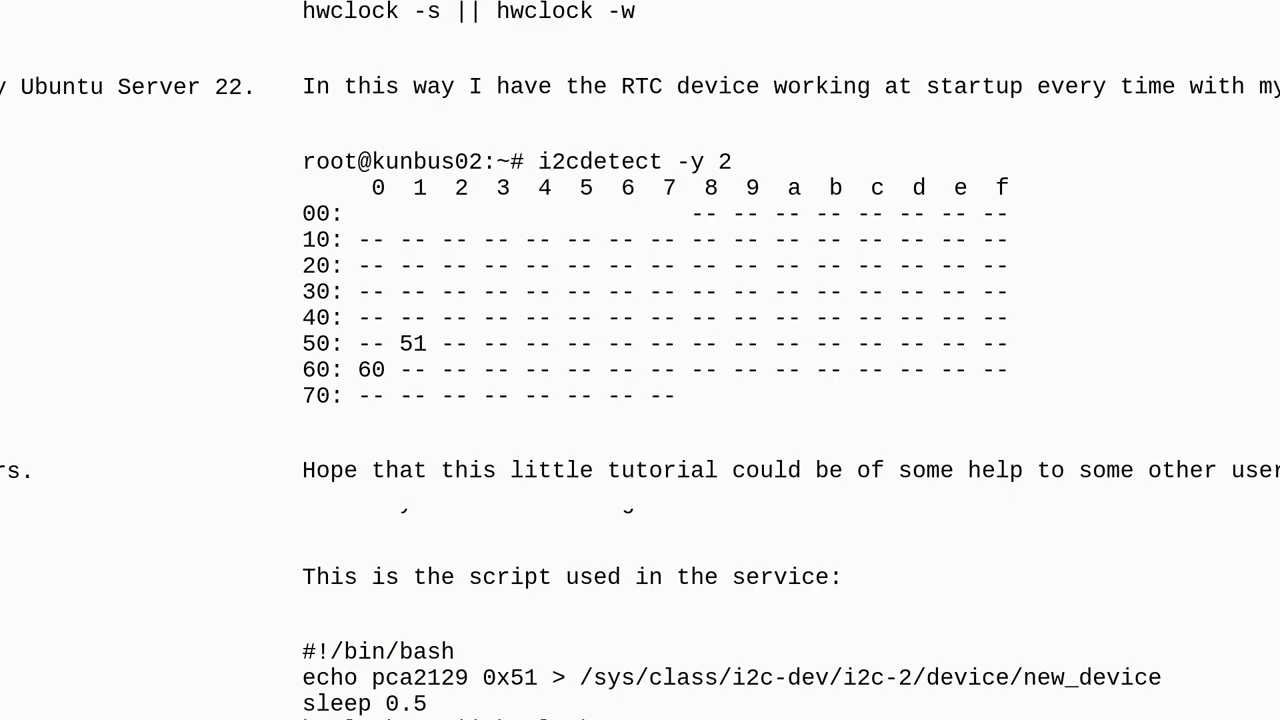 hwclock -s || hwclock -w
y Ubuntu Server 22. In this way I have the RTC device working at startup every time with my
root@kunbus02:~# i2cdetect -y 2
     0  1  2  3  4  5  6  7  8  9  a  b  c  d  e  f
00:                         -- -- -- -- -- -- -- --
10: -- -- -- -- -- -- -- -- -- -- -- -- -- -- -- --
20: -- -- -- -- -- -- -- -- -- -- -- -- -- -- -- --
30: -- -- -- -- -- -- -- -- -- -- -- -- -- -- -- --
40: -- -- -- -- -- -- -- -- -- -- -- -- -- -- -- --
50: -- 51 -- -- -- -- -- -- -- -- -- -- -- -- -- --
60: 60 -- -- -- -- -- -- -- -- -- -- -- -- -- -- --
70: -- -- -- -- -- -- -- --
rs. Hope that this little tutorial could be of some help to some other user
This is the script used in the service:
#!/bin/bash
echo pca2129 0x51 > /sys/class/i2c-dev/i2c-2/device/new_device
sleep 0.5